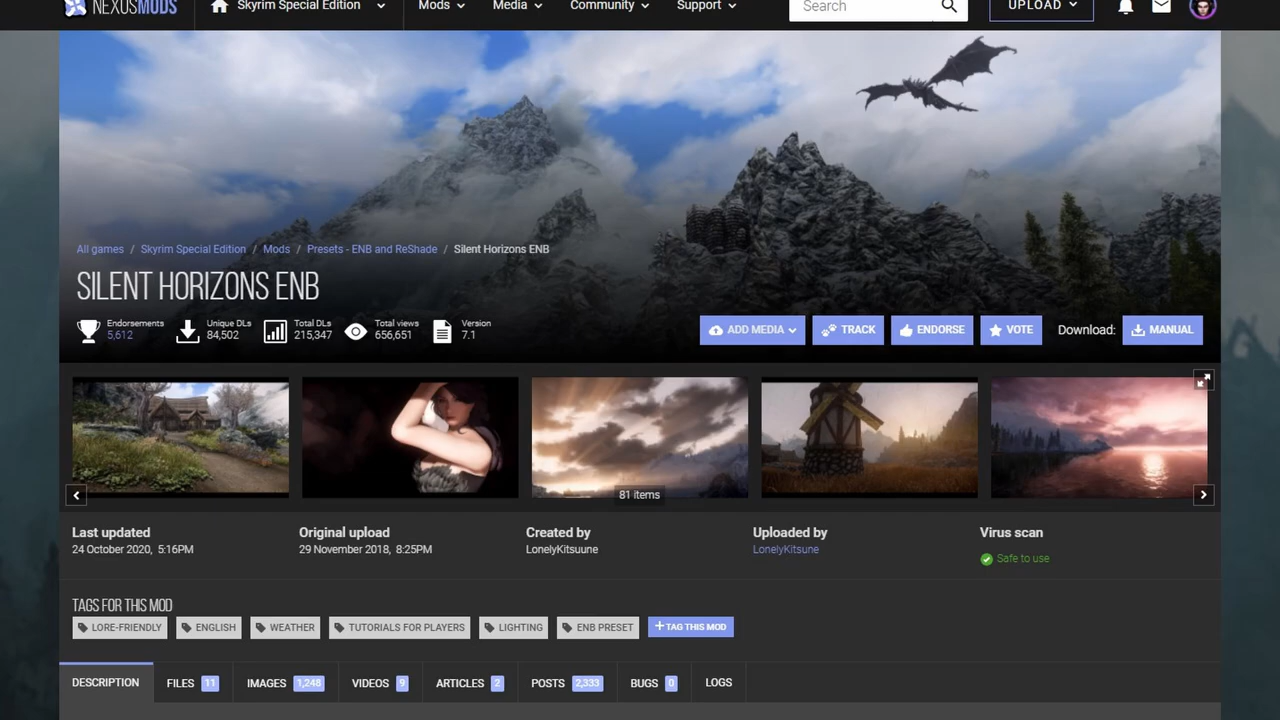 NEXUSMODS Skyrim Special Edition Mods Media Community Support Search UPLOAD
All games / Skyrim Special Edition / Mods / Presets - ENB and ReShade / Silent Horizons ENB
SILENT HORIZONS ENB
Endorsements Unique DLs Total DLs Total views Version
5,612 84,502 215,347 656,651 7.1
ADD MEDIA TRACK ENDORSE VOTE Download: MANUAL
81 items
Last updated Original upload Created by Uploaded by Virus scan
24 October 2020, 5:16PM 29 November 2018, 8:25PM LonelyKitsuune LonelyKitsune Safe to use
TAGS FOR THIS MOD
LORE-FRIENDLY ENGLISH WEATHER TUTORIALS FOR PLAYERS LIGHTING ENB PRESET + TAG THIS MOD
DESCRIPTION FILES 11 IMAGES 1,248 VIDEOS 9 ARTICLES 2 POSTS 2,333 BUGS 0 LOGS